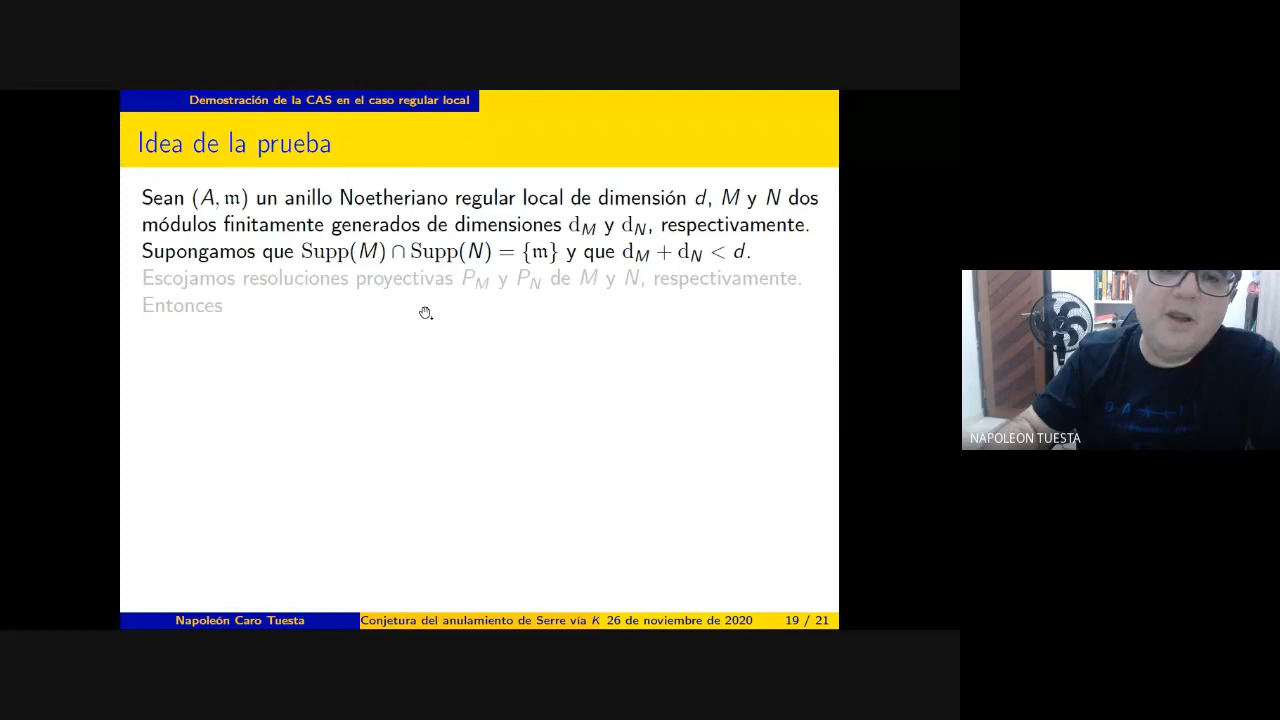 Demostración de la CAS en el caso regular local
Idea de la prueba
Sean (A, 𝔪) un anillo Noetheriano regular local de dimensión d, M y N dos
módulos finitamente generados de dimensiones d_M y d_N, respectivamente.
Supongamos que Supp(M) ∩ Supp(N) = {𝔪} y que d_M + d_N < d.
Escojamos resoluciones proyectivas P_M y P_N de M y N, respectivamente.
Entonces
NAPOLEON TUESTA
Napoleón Caro Tuesta
Conjetura del anulamiento de Serre vía K
26 de noviembre de 2020
19 / 21